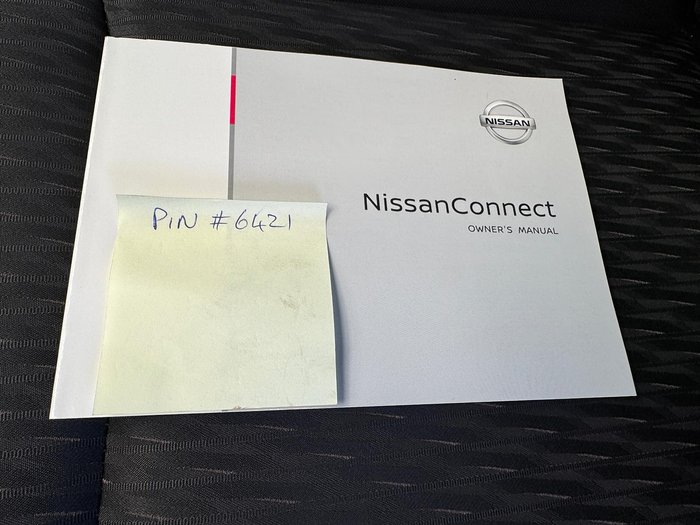 NISSAN
NissanConnect
OWNER'S MANUAL
PIN #6421